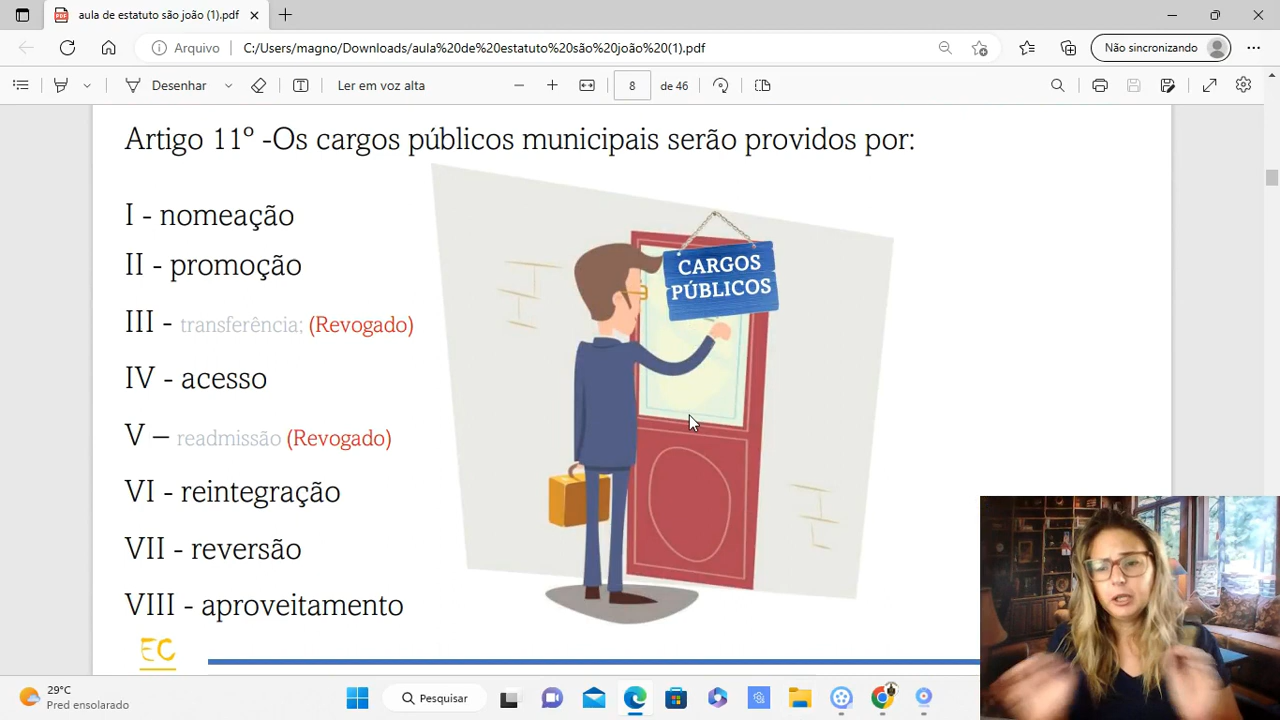 aula de estatuto são joão (1).pdf
Arquivo
C:/Users/magno/Downloads/aula%20de%20estatuto%20são%20joão%20(1).pdf
Não sincronizando
Desenhar
Ler em voz alta
8
de 46
Artigo 11º -Os cargos públicos municipais serão providos por:
I - nomeação
II - promoção
III - transferência; (Revogado)
IV - acesso
V – readmissão (Revogado)
VI - reintegração
VII - reversão
VIII - aproveitamento
CARGOS
PÚBLICOS
EC
29°C
Pred ensolarado
Pesquisar